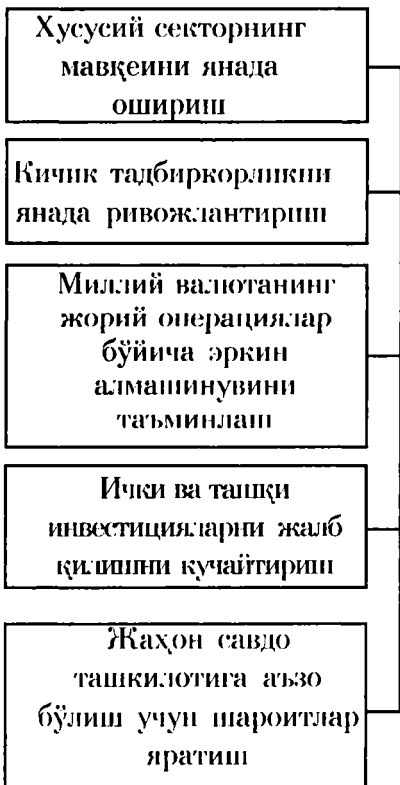 Хусусий секторнинг
мавқеини янада
ошириш
Кичик тадбиркорликни
янада ривожлантириш
Миллий валютанинг
жорий операциялар
бўйича эркин
алмашинувини
таъминлаш
Ички ва ташқи
инвестицияларни жалб
қилишни кучайтириш
Жаҳон савдо
ташкилотига аъзо
бўлиш учун шароитлар
яратиш